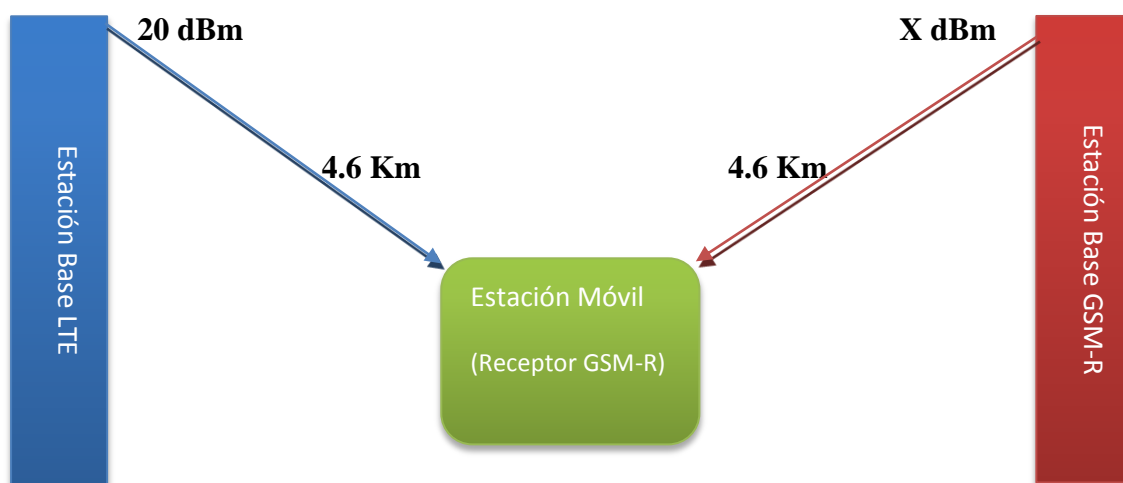 20 dBm
X dBm
Estación Base LTE
4.6 Km
4.6 Km
Estación Base GSM-R
Estación Móvil
(Receptor GSM-R)